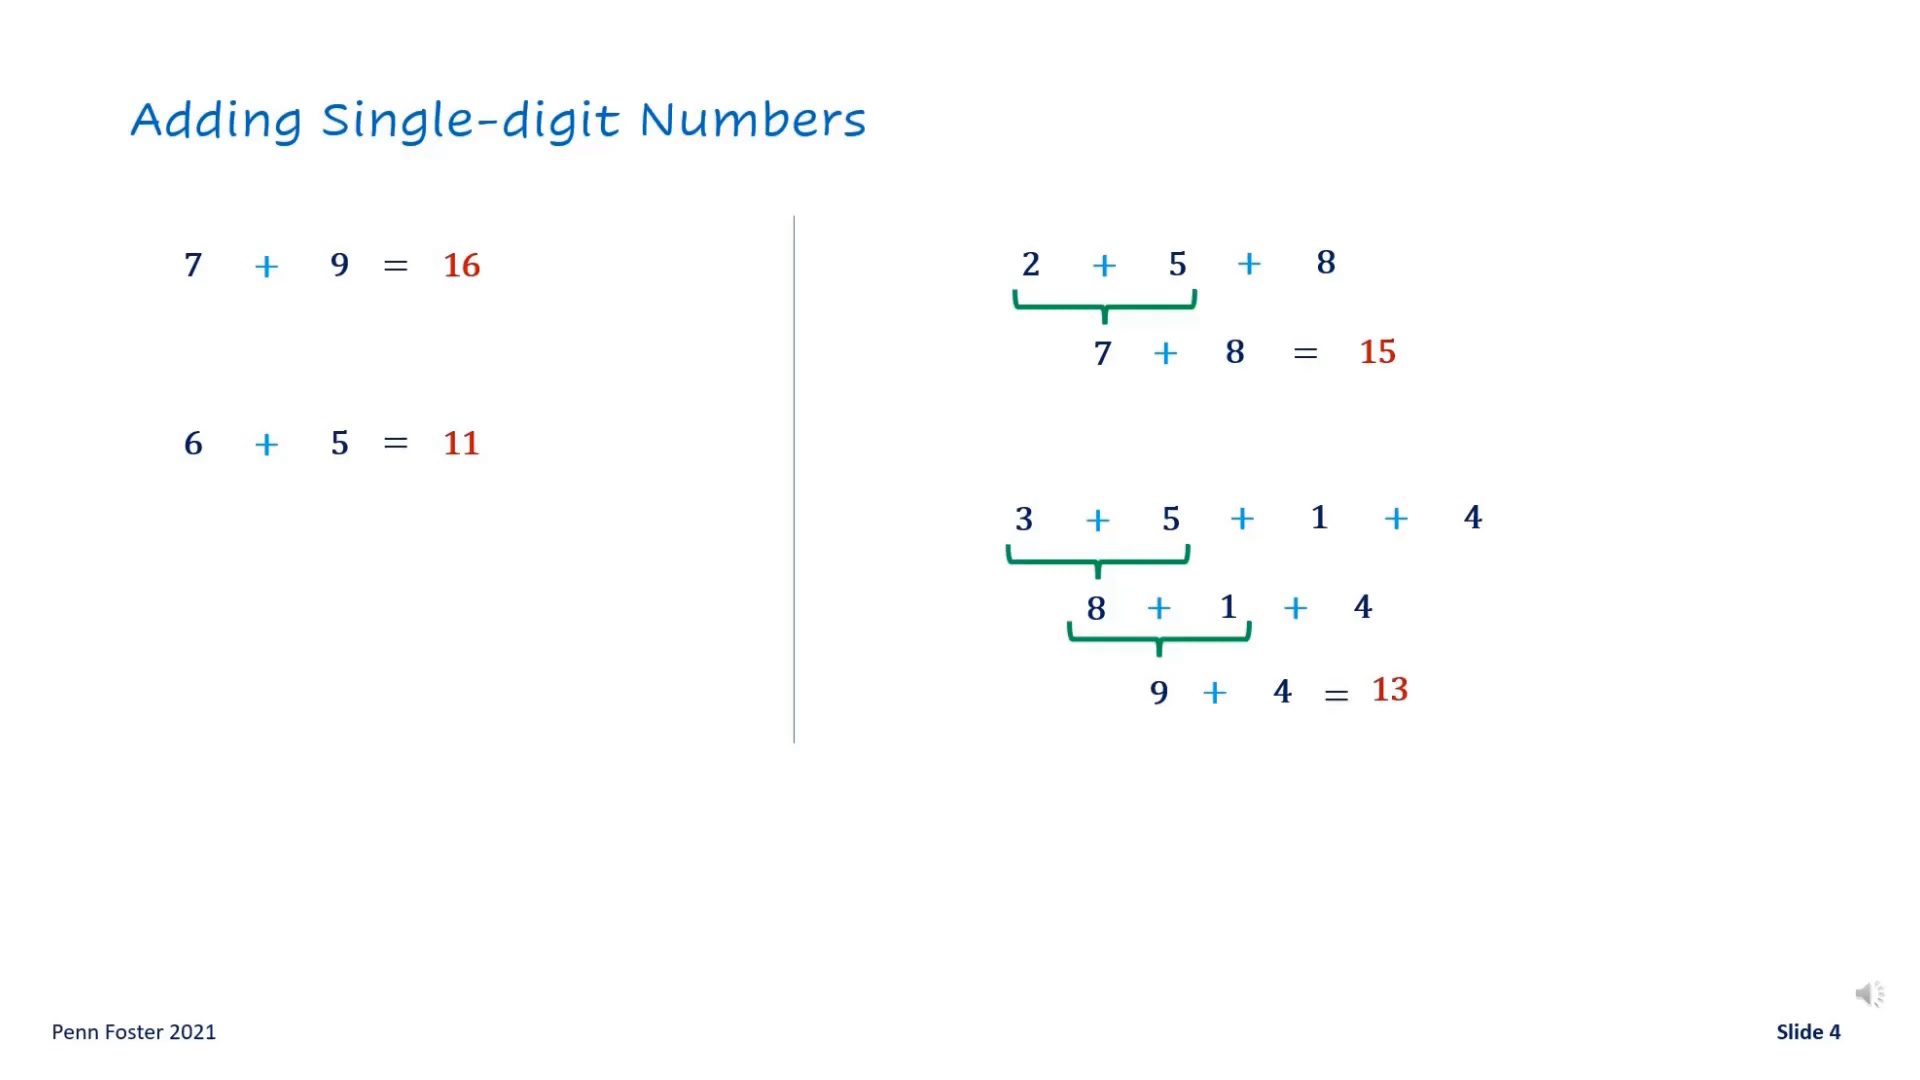 Adding Single-digit Numbers
7 + 9 = 16
6 + 5 = 11
2 + 5 + 8
7 + 8 = 15
3 + 5 + 1 + 4
8 + 1 + 4
9 + 4 = 13
Penn Foster 2021
Slide 4